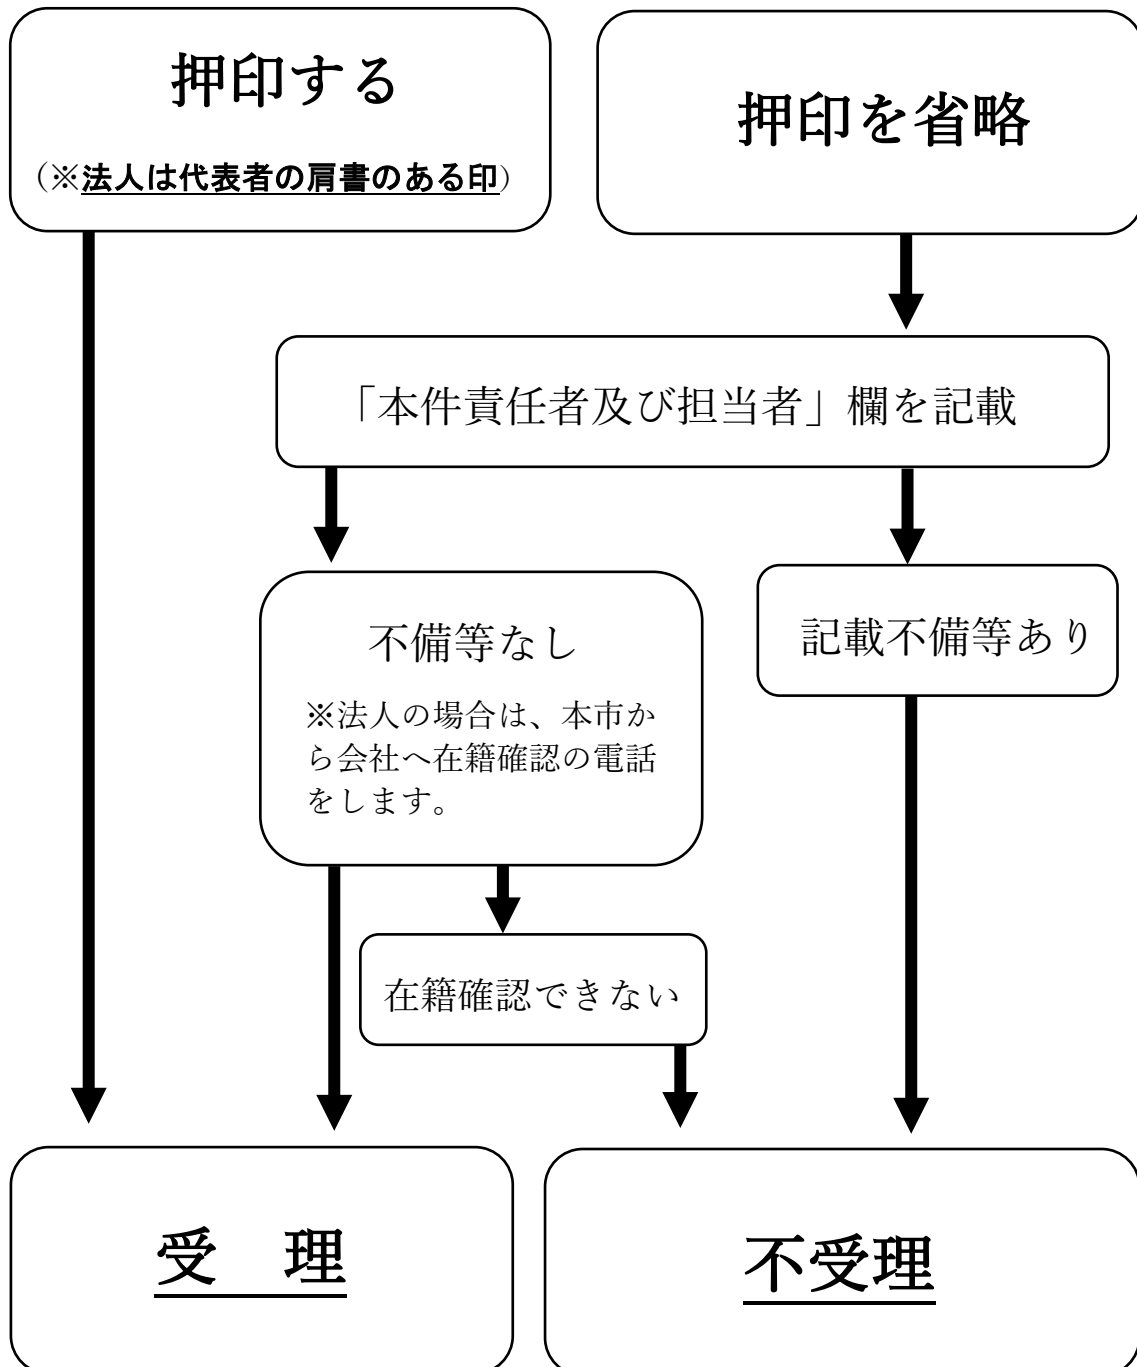 押印する
（※法人は代表者の肩書のある印）
押印を省略
「本件責任者及び担当者」欄を記載
不備等なし
※法人の場合は、本市か
ら会社へ在籍確認の電話
をします。
記載不備等あり
在籍確認できない
受　理
不受理